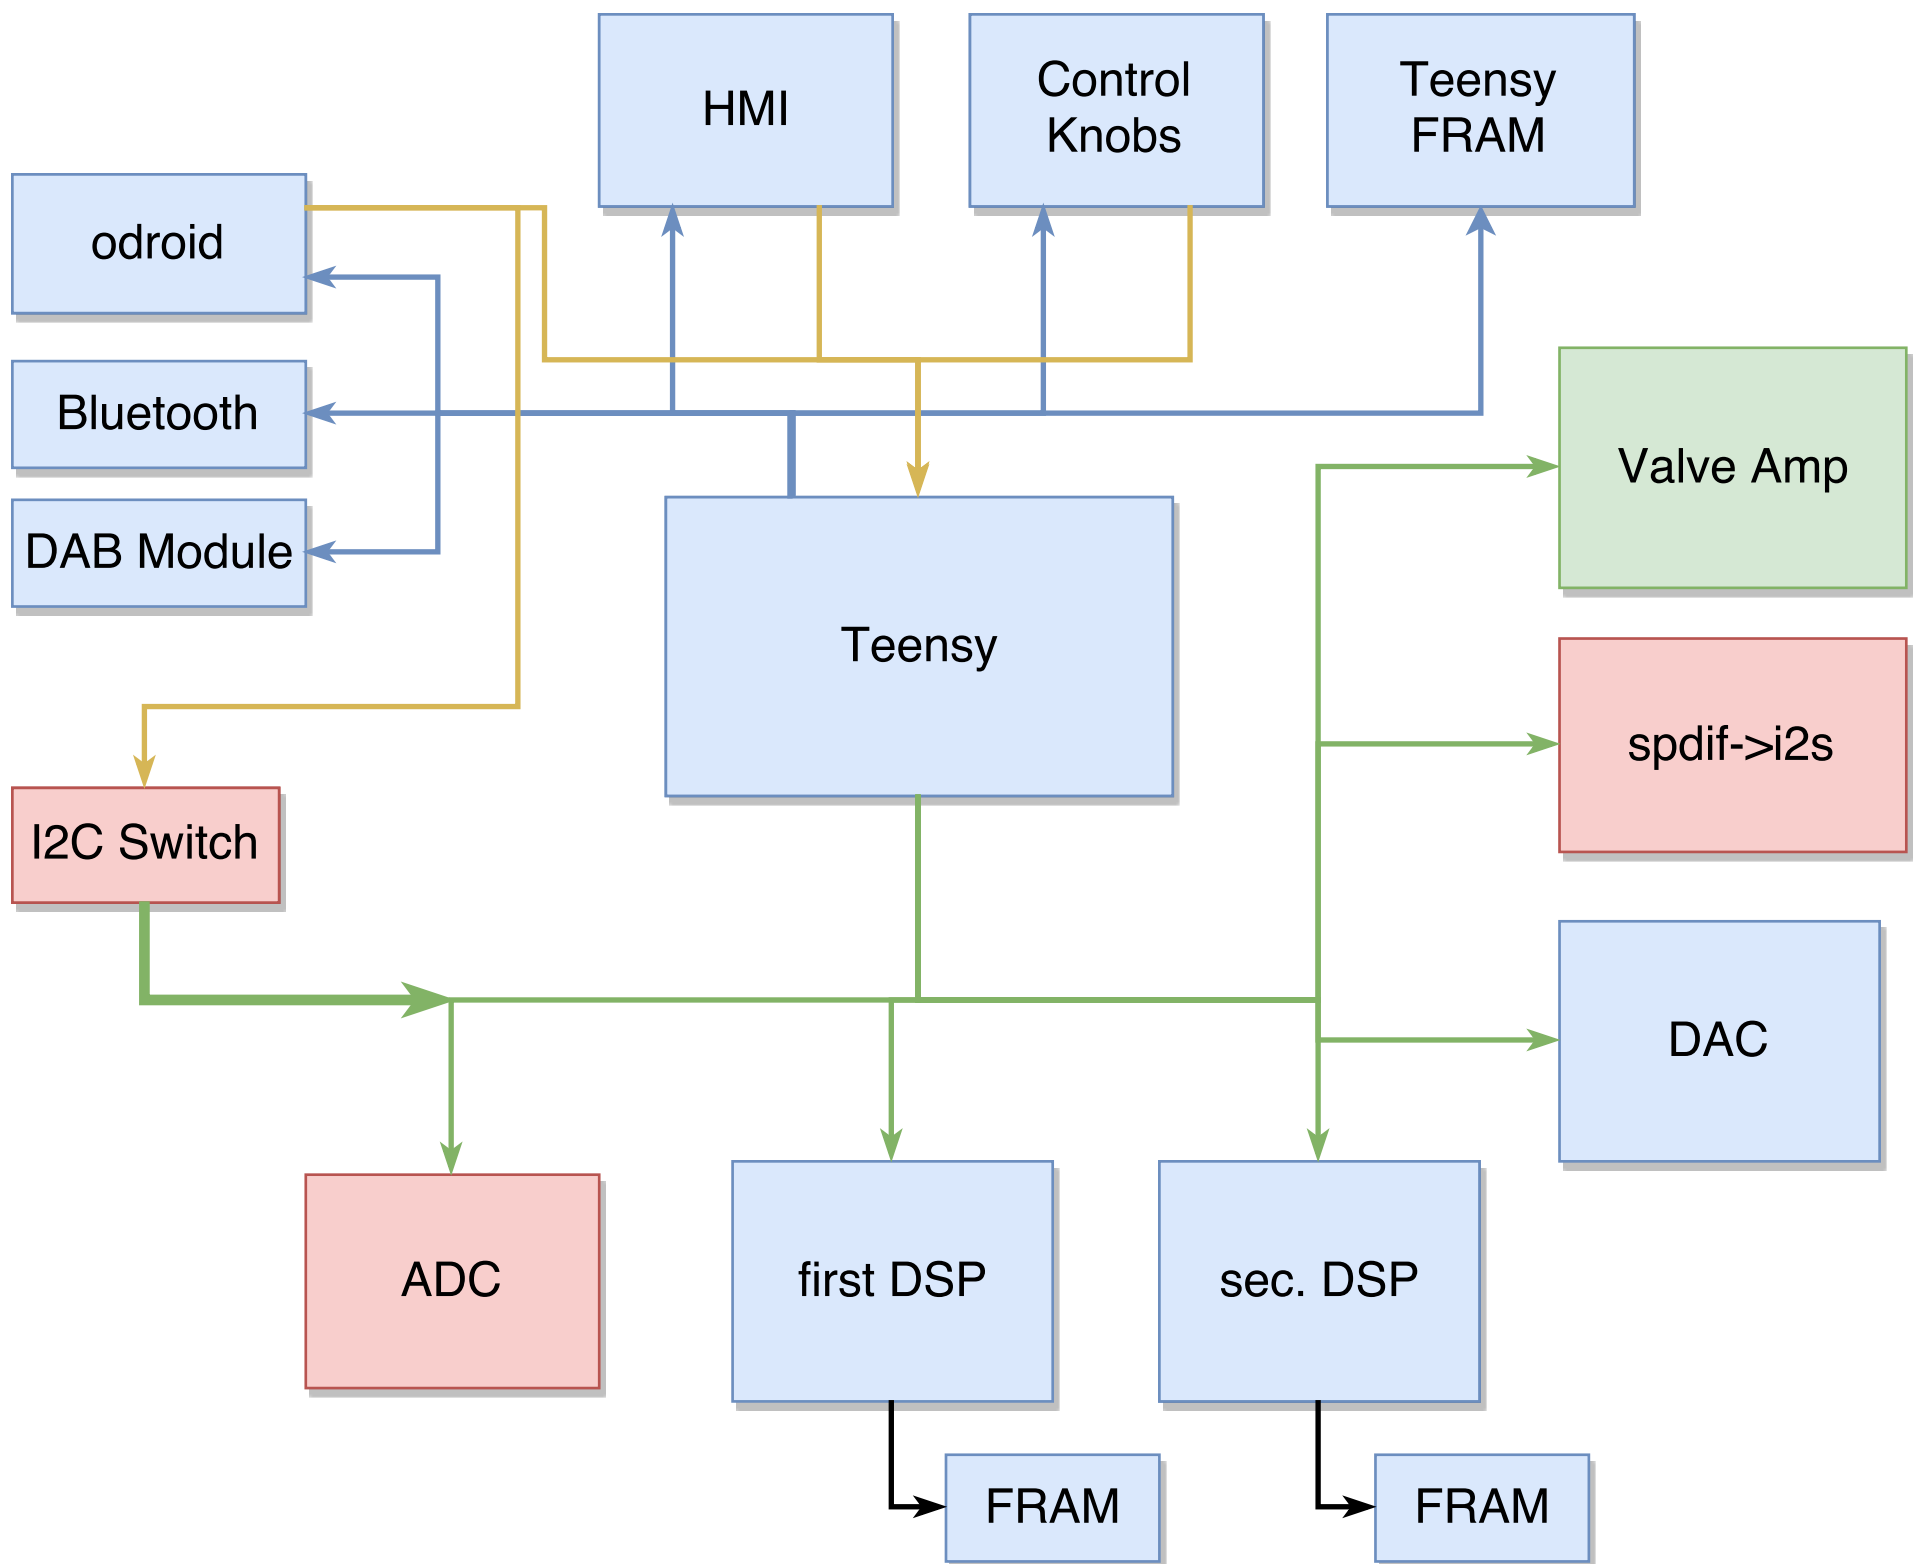 HMI
Control
Knobs
Teensy
FRAM
odroid
Bluetooth
DAB Module
Valve Amp
Teensy
spdif->i2s
I2C Switch
DAC
ADC
first DSP
sec. DSP
FRAM
FRAM